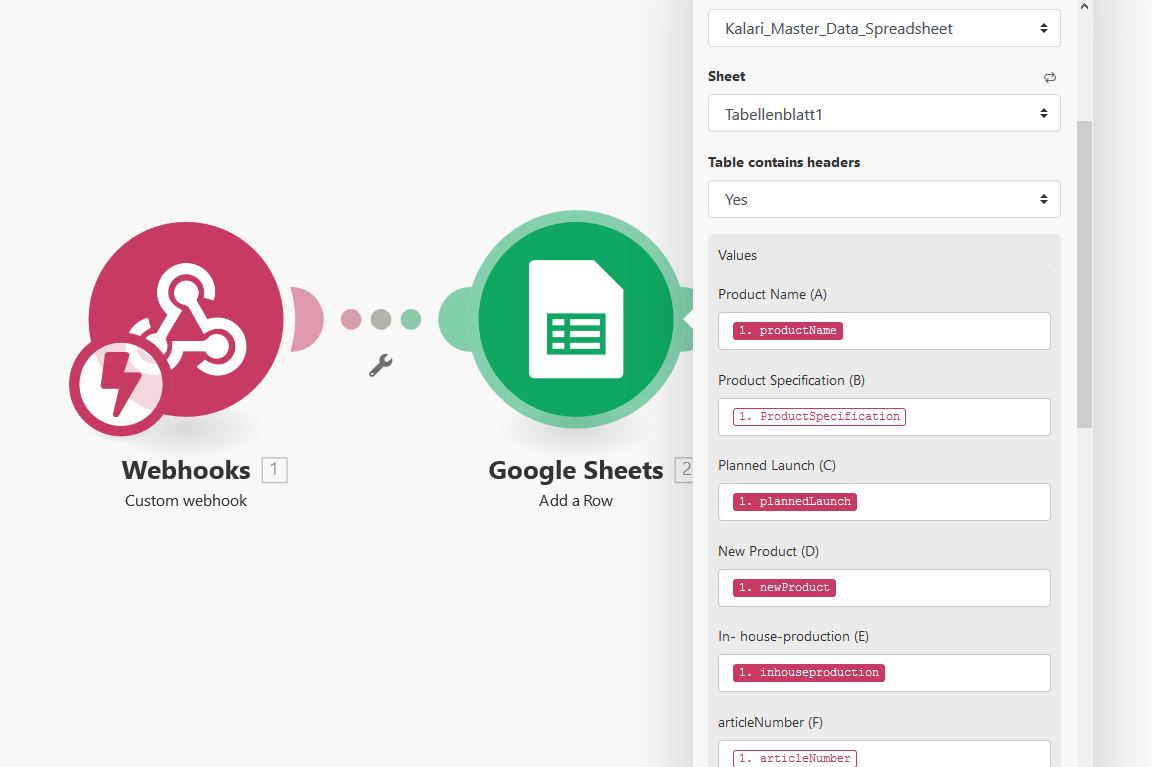 Kalari_Master_Data_Spreadsheet
Sheet
Tabellenblatt1
Table contains headers
Yes
Values
Product Name (A)
1. productName
Product Specification (B)
1. ProductSpecification
Planned Launch (C)
1. plannedLaunch
New Product (D)
1. newProduct
In- house-production (E)
1. inhouseproduction
articleNumber (F)
1. articleNumber
Webhooks 1
Custom webhook
Google Sheets 2
Add a Row